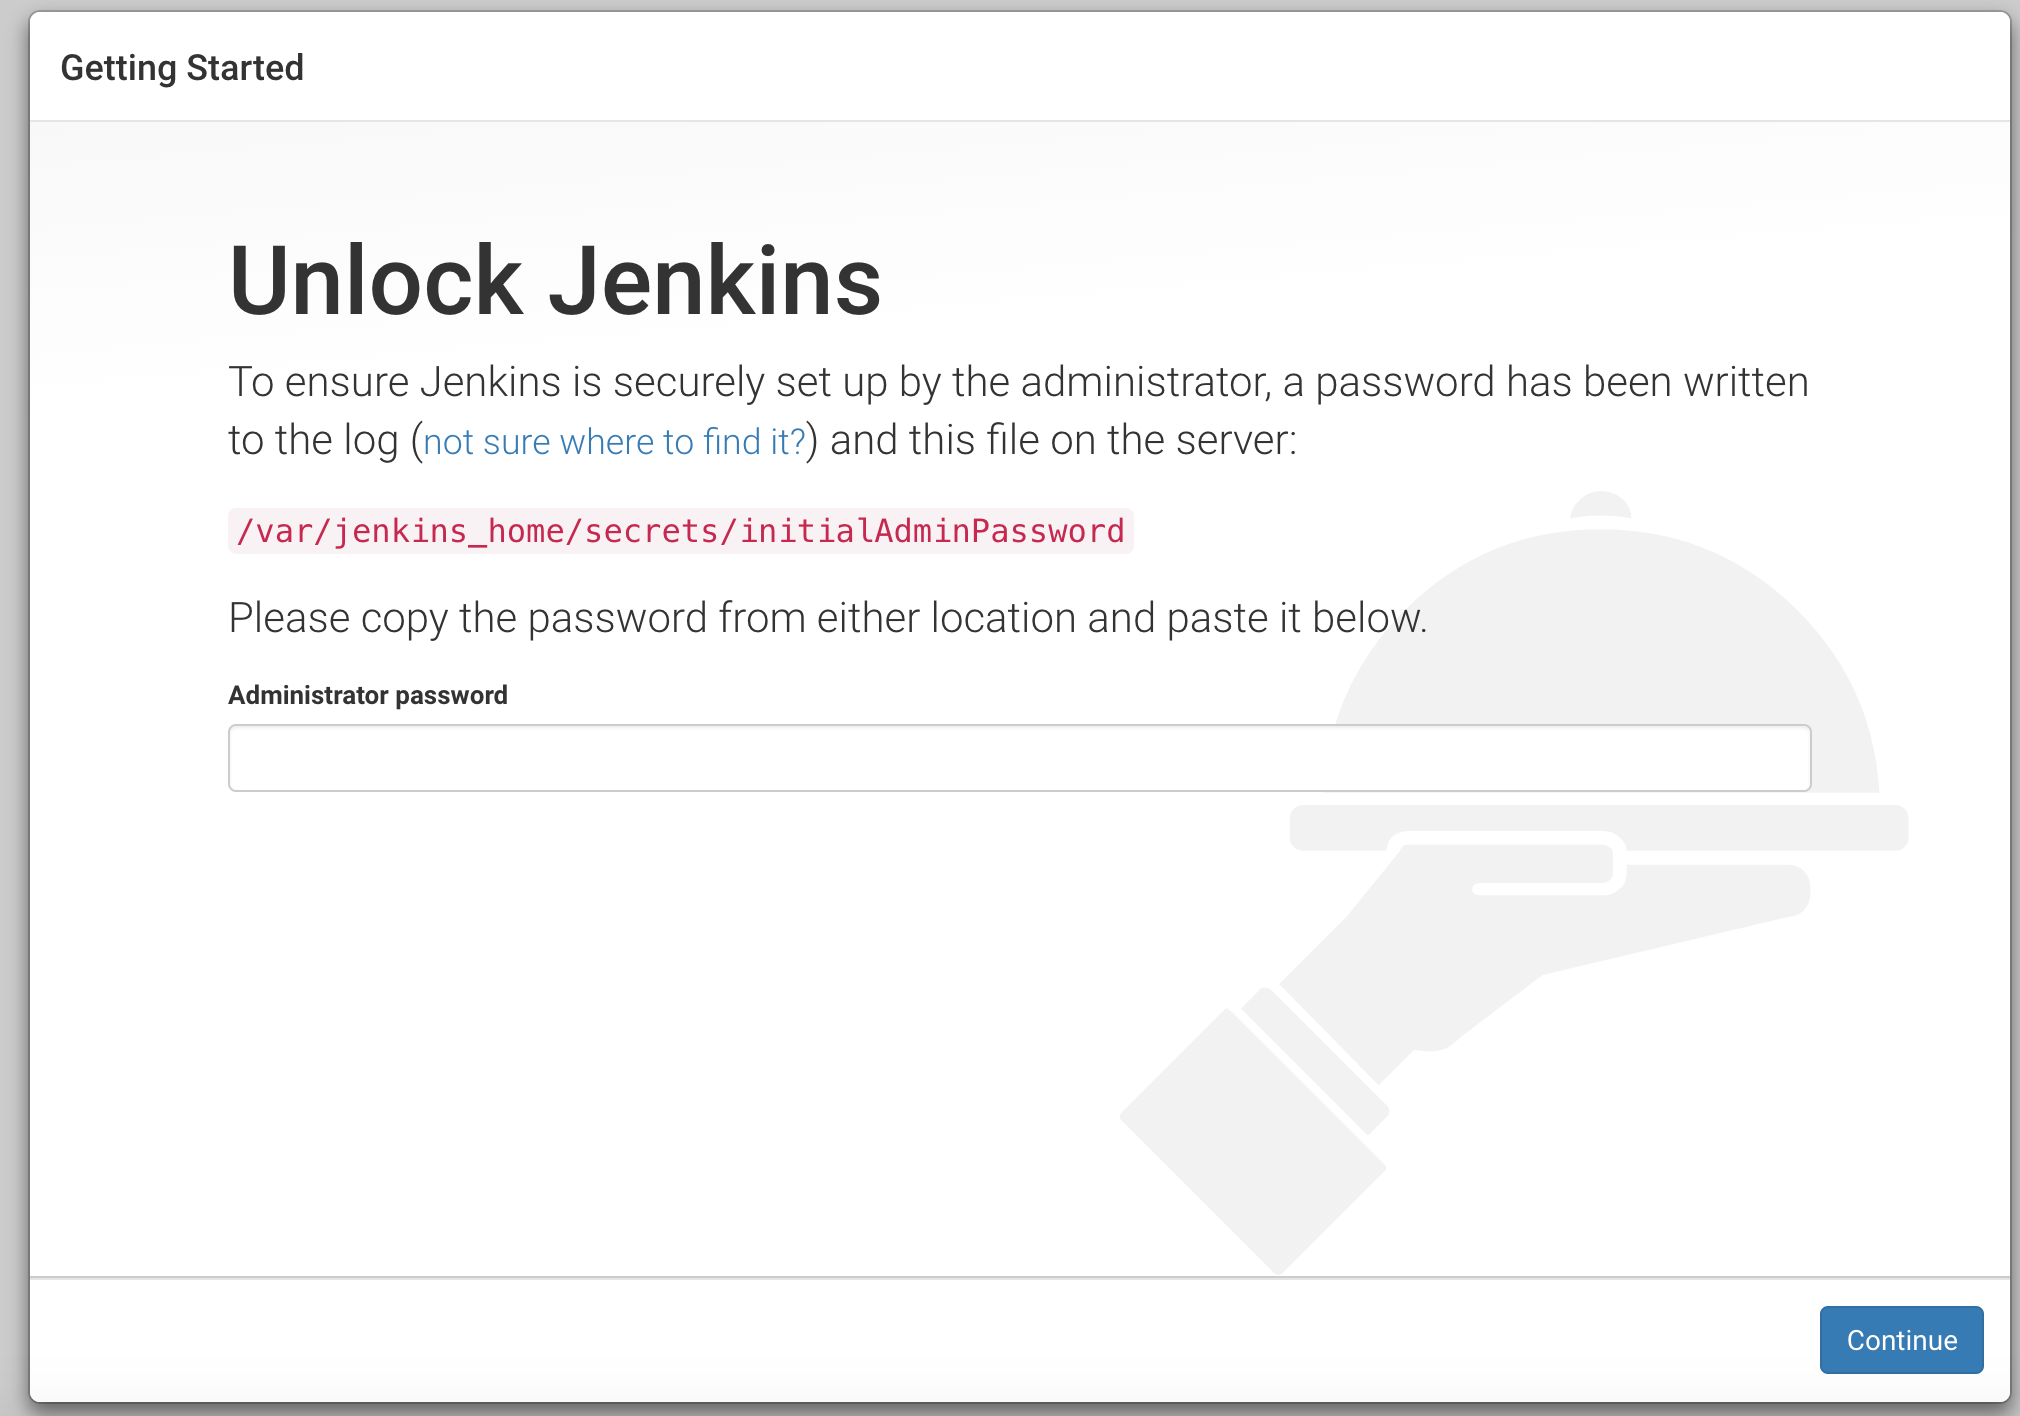 Getting Started
Unlock Jenkins
To ensure Jenkins is securely set up by the administrator, a password has been written
to the log (not sure where to find it?) and this file on the server:
/var/jenkins_home/secrets/initialAdminPassword
Please copy the password from either location and paste it below.
Administrator password
Continue